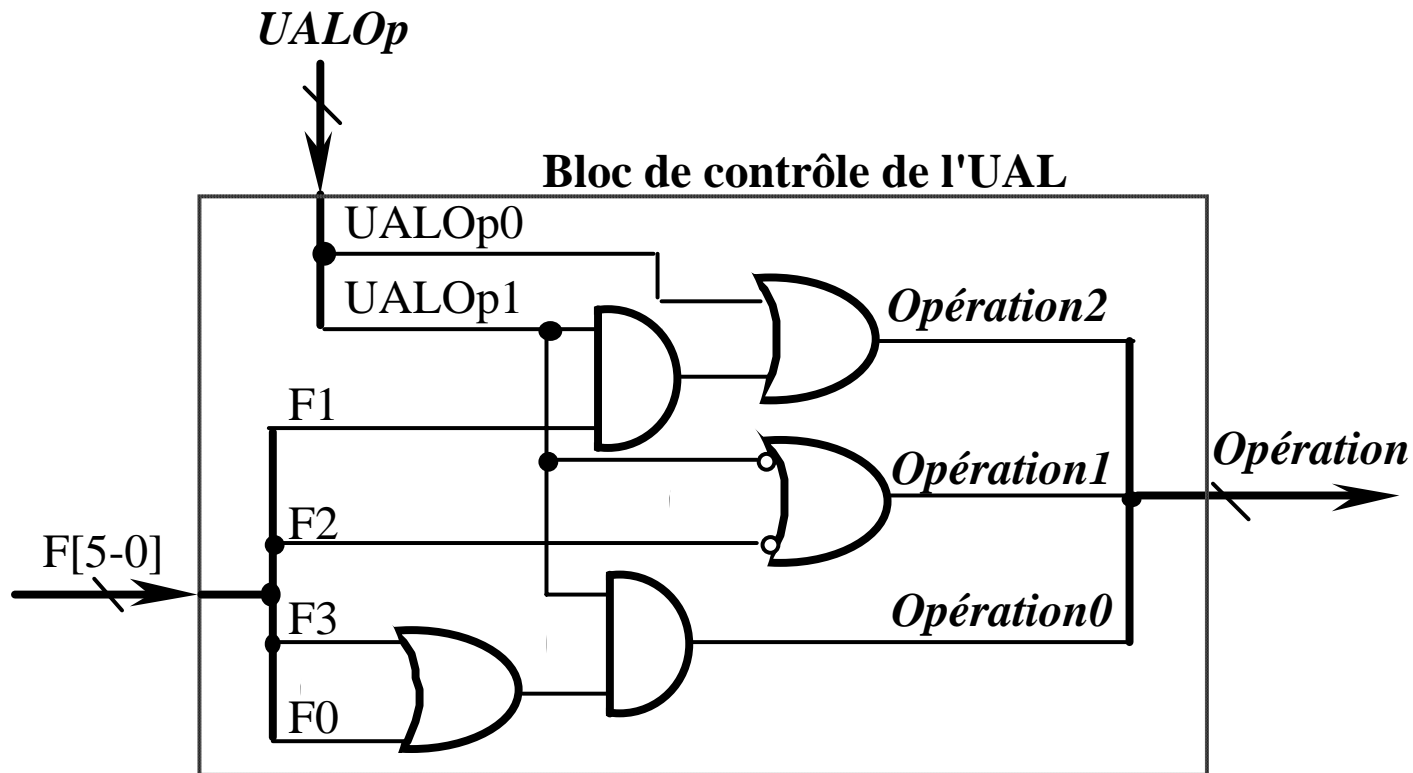 UALOp
Bloc de contrôle de l'UAL
UALOp0
UALOp1
Opération2
F1
Opération1
Opération
F2
F[5-0]
F3
Opération0
F0